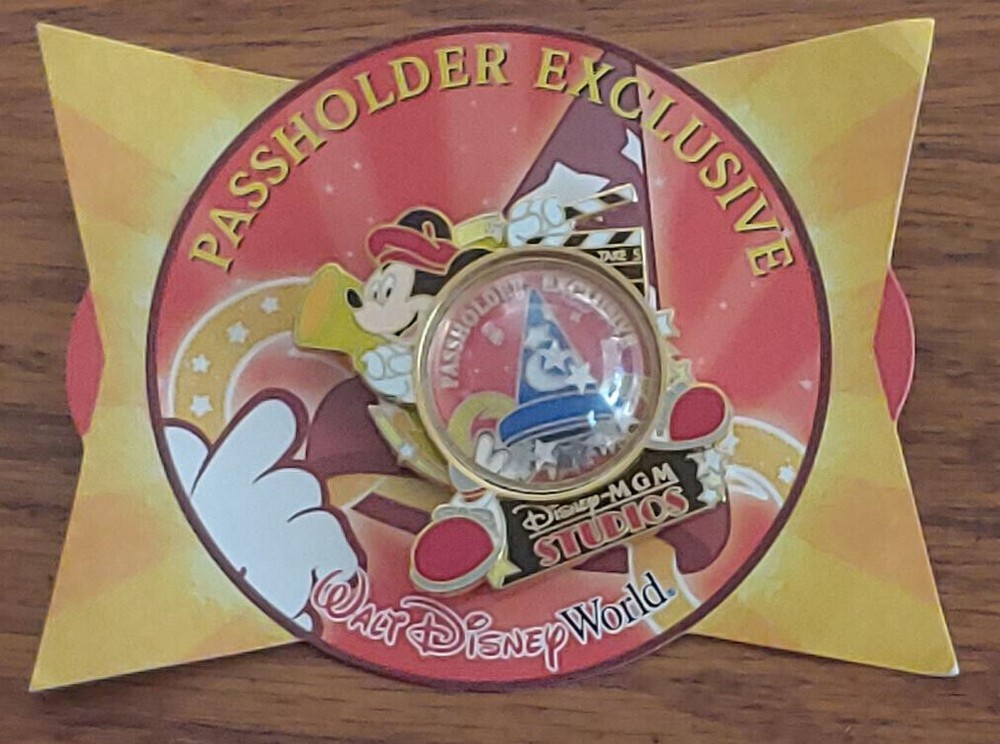 PASSHOLDER EXCLUSIVE
TAKE 5
PASSHOLDER EXCLUSIVE
Disney-MGM
STUDIOS
Walt Disney World®